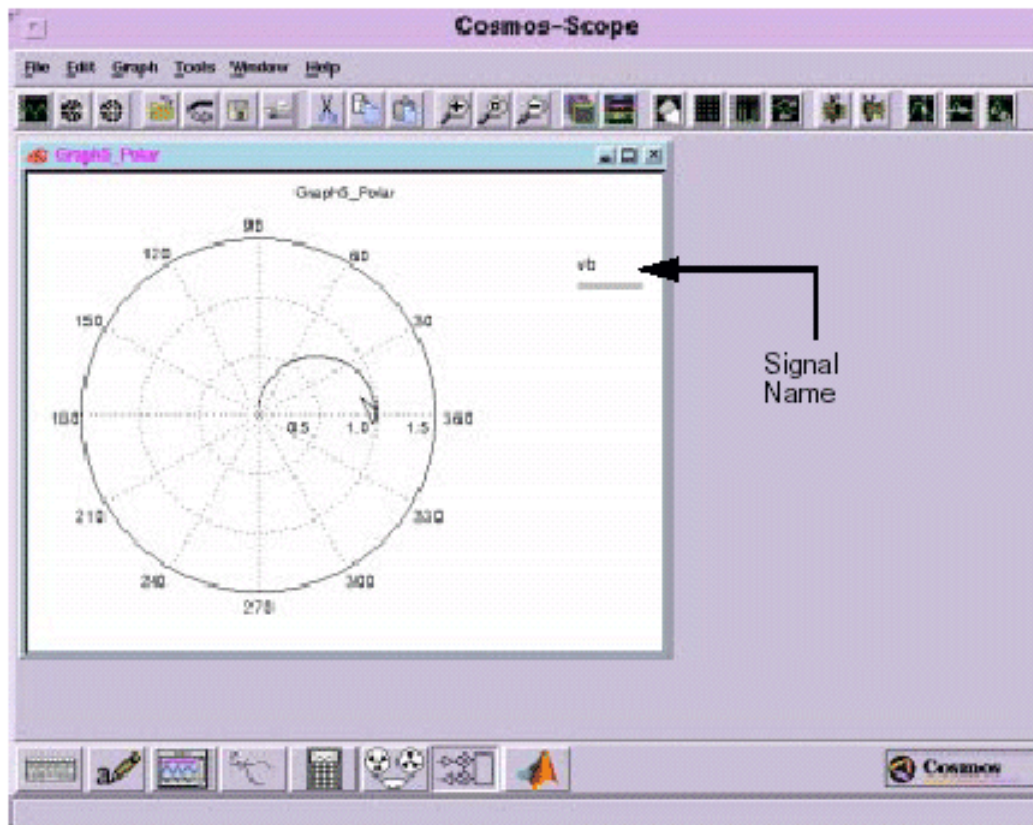 Cosmos-Scope
File Edit Graph Tools Window Help
Graph5_Polar
Graph5_Polar
90
120
60
vb
150
30
Signal
Name
180
0.5
1.0
1.5
360
210
330
240
300
270
a
Cosmos